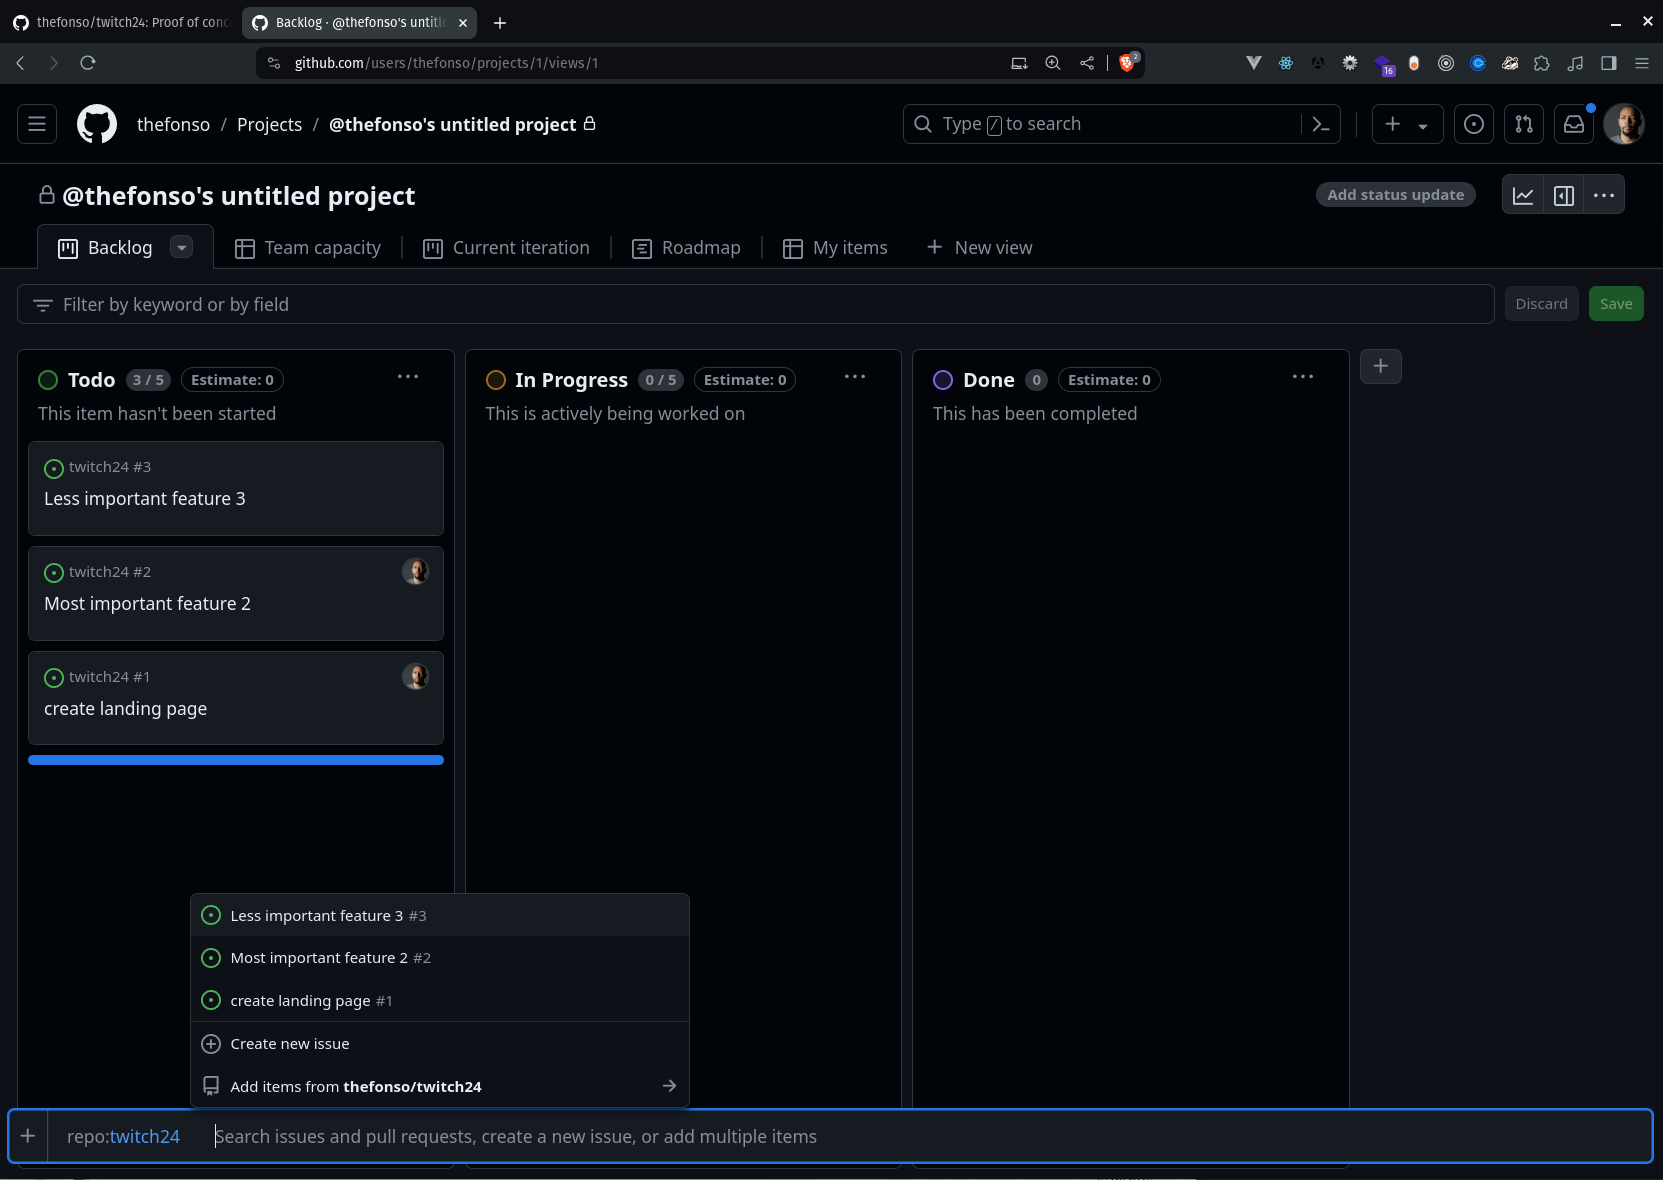 thefonso/twitch24: Proof of conc
Backlog · @thefonso's untitle
github.com/users/thefonso/projects/1/views/1
2
16
thefonso / Projects / @thefonso's untitled project
Type / to search
@thefonso's untitled project
Add status update
Backlog
Team capacity
Current iteration
Roadmap
My items
New view
Filter by keyword or by field
Discard
Save
Todo 3 / 5 Estimate: 0
This item hasn't been started
twitch24 #3
Less important feature 3
twitch24 #2
Most important feature 2
twitch24 #1
create landing page
In Progress 0 / 5 Estimate: 0
This is actively being worked on
Done 0 Estimate: 0
This has been completed
Less important feature 3 #3
Most important feature 2 #2
create landing page #1
Create new issue
Add items from thefonso/twitch24
repo:twitch24 Search issues and pull requests, create a new issue, or add multiple items